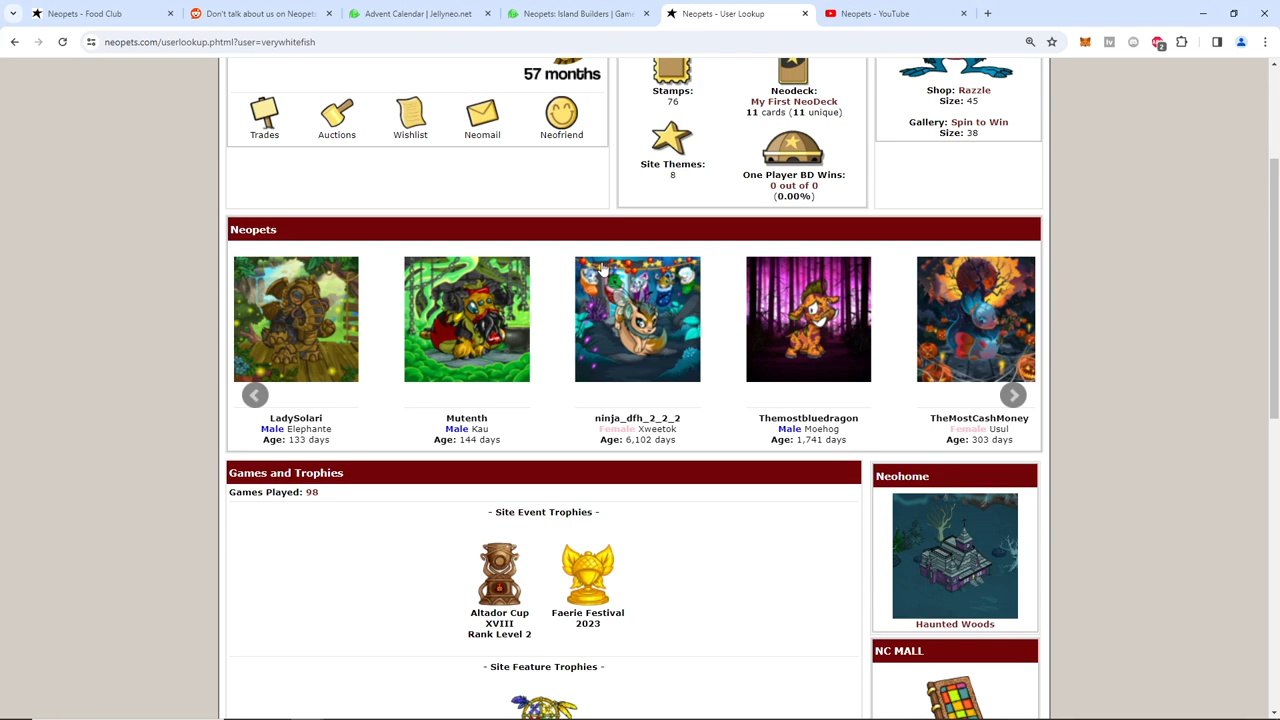 Neopets - Food Club
Don't talk about us on Neopets
Advent Calendar | Jellyneo.net
Neopets: Island Builders | Game
Neopets - User Lookup
Neopets - YouTube
neopets.com/userlookup.phtml?user=verywhitefish
57 months
Trades
Auctions
Wishlist
Neomail
Neofriend
Stamps:
76
Neodeck:
My First NeoDeck
11 cards (11 unique)
Site Themes:
8
One Player BD Wins:
0 out of 0
(0.00%)
Shop: Razzle
Size: 45
Gallery: Spin to Win
Size: 38
Neopets
LadySolari
Male Elephante
Age: 133 days
Mutenth
Male Kau
Age: 144 days
ninja_dfh_2_2_2
Female Xweetok
Age: 6,102 days
Themostbluedragon
Male Moehog
Age: 1,741 days
TheMostCashMoney
Female Usul
Age: 303 days
Games and Trophies
Games Played: 98
- Site Event Trophies -
Altador Cup
XVIII
Rank Level 2
Faerie Festival
2023
- Site Feature Trophies -
Neohome
Haunted Woods
NC MALL